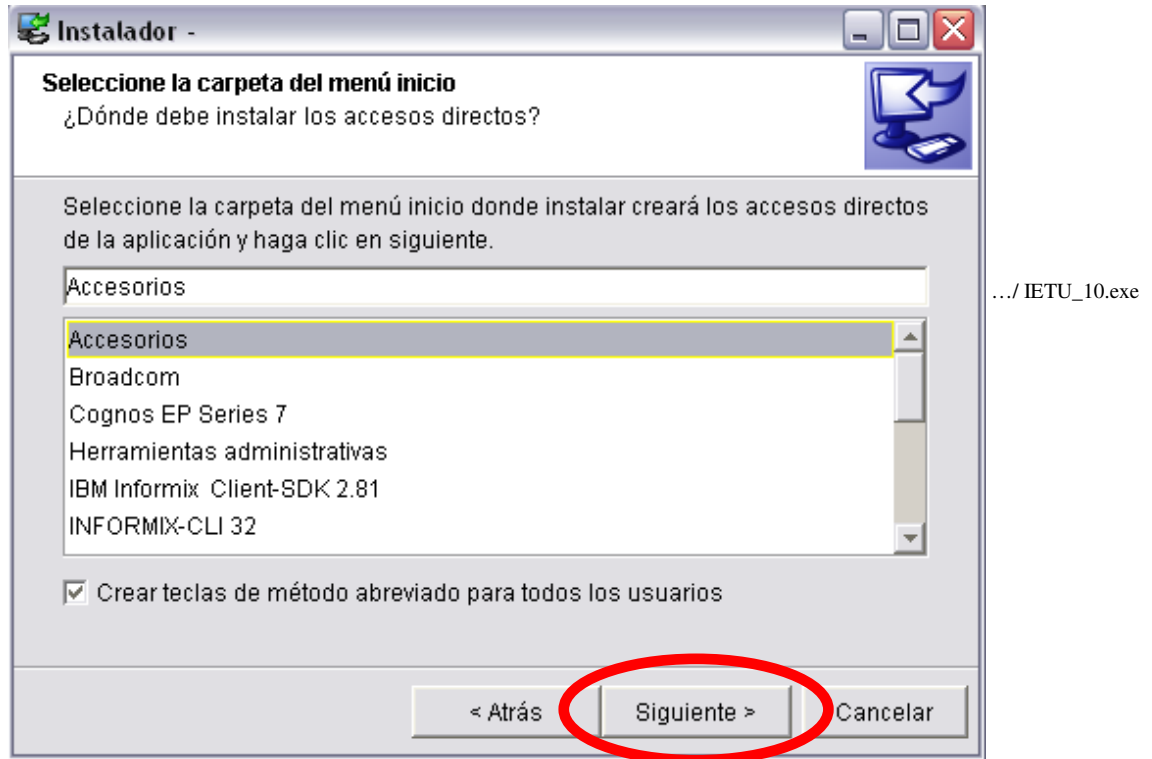 Instalador -
Seleccione la carpeta del menú inicio
¿Dónde debe instalar los accesos directos?
Seleccione la carpeta del menú inicio donde instalar creará los accesos directos
de la aplicación y haga clic en siguiente.
Accesorios
…/ IETU_10.exe
Accesorios
Broadcom
Cognos EP Series 7
Herramientas administrativas
IBM Informix Client-SDK 2.81
INFORMIX-CLI 32
Crear teclas de método abreviado para todos los usuarios
< Atrás Siguiente > Cancelar